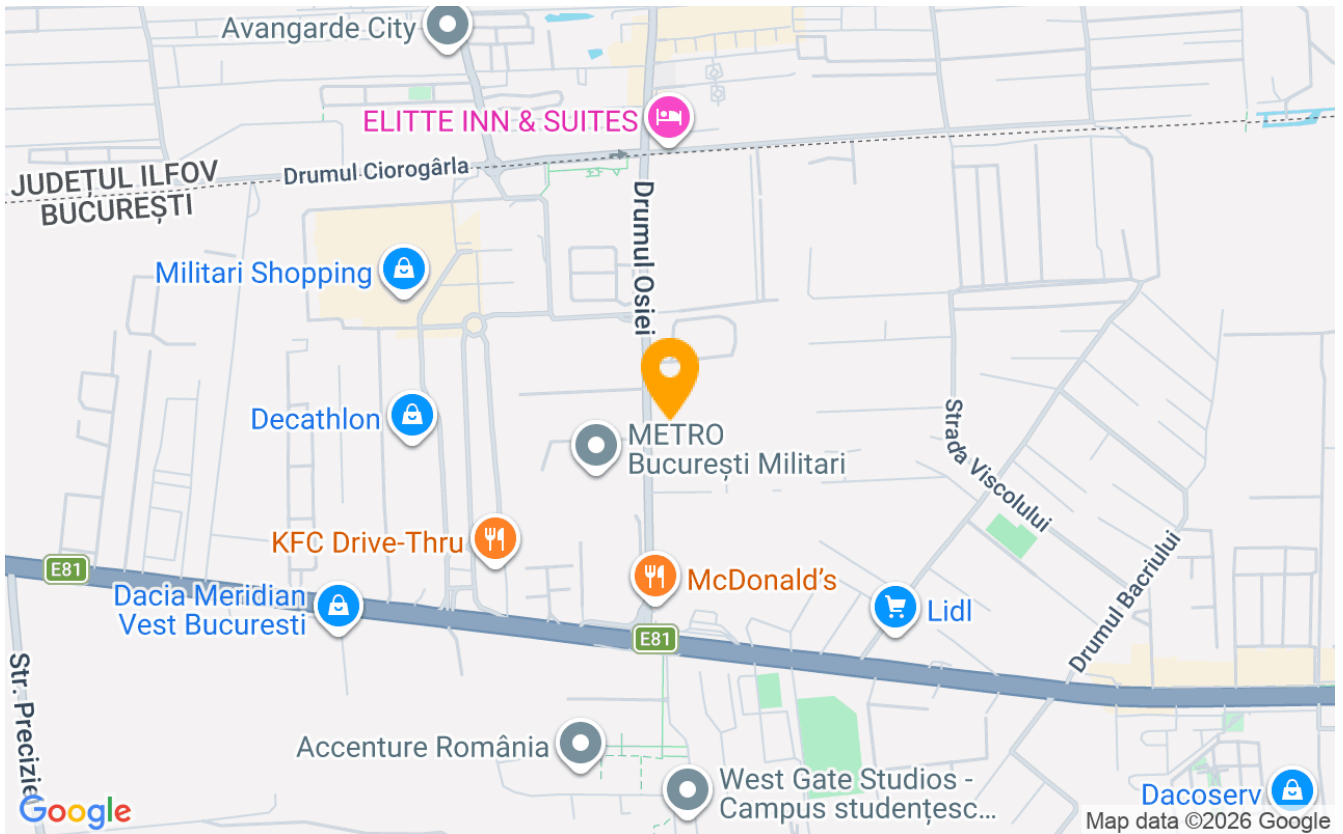 Avangarde City
ELITTE INN & SUITES
Drumul Ciorogârla
JUDEȚUL ILFOV
BUCUREȘTI
Drumul Osiei
Militari Shopping
Decathlon
METRO
București Militari
Strada Viscolului
KFC Drive-Thru
E81
McDonald's
Dacia Meridian
Vest Bucuresti
Lidl
Drumul Bacriului
E81
Str. Preciziei
Accenture România
West Gate Studios -
Campus studențesc...
Dacoserv
Google
Map data ©2026 Google